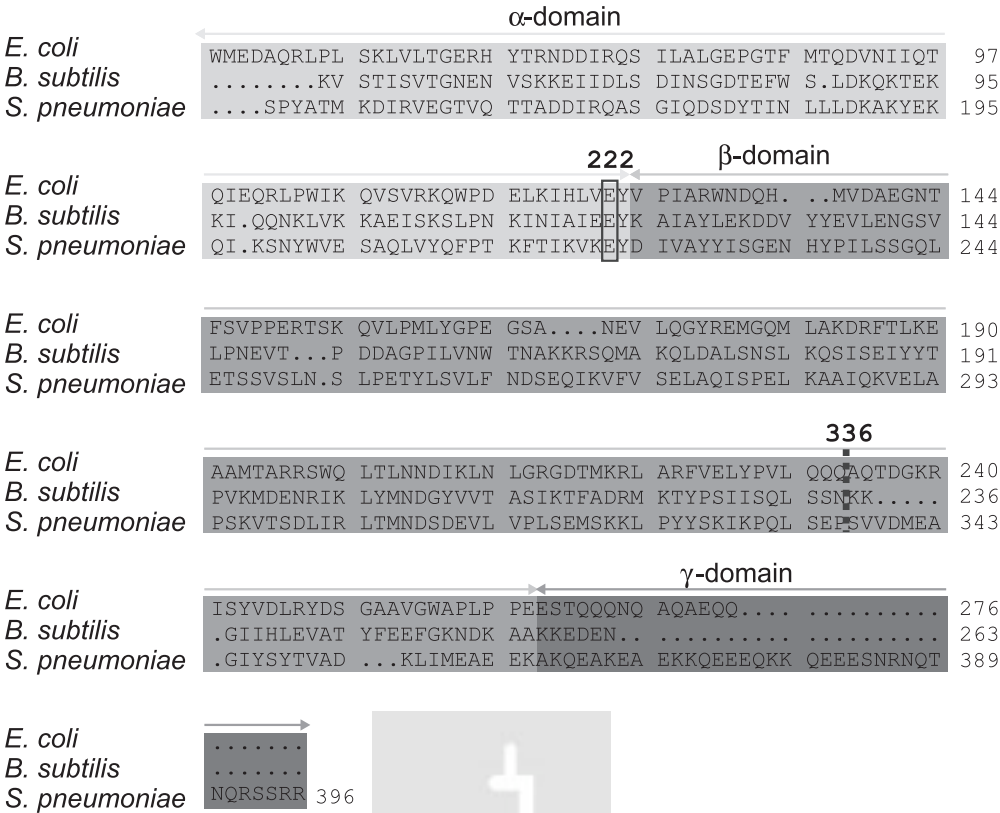 α-domain
E. coli WMEDAQRLPL SKLVLTGERH YTRNDDIRQS ILALGEPGTF MTQDVNIIQT 97
B. subtilis ........KV STISVTGNEN VSKKEIIDLS DINSGDTEFW S.LDKQKTEK 95
S. pneumoniae ....SPYATM KDIRVEGTVQ TTADDIRQAS GIQDSDYTIN LLLDKAKYEK 195
222 β-domain
E. coli QIEQRLPWIK QVSVRKQWPD ELKIHLVEYV PIARWNDQH. .MVDAEGNT 144
B. subtilis KI.QQNKLVK KAEISKSLPN KINIAIEEYK AIAYLEKDDV YYEVLENGSV 144
S. pneumoniae QI.KSNYWVE SAQLVYQFPT KFTIKVKEYD IVAYYISGEN HYPILSSGQL 244
E. coli FSVPPERTSK QVLPMLYGPE GSA....NEV LQGYREMGQM LAKDRFTLKE 190
B. subtilis LPNEVT...P DDAGPILVNW TNAKKRSQMA KQLDALSNSL KQSISEIYYT 191
S. pneumoniae ETSSVSLN.S LPETYLSVLF NDSEQIKVFV SELAQISPEL KAAIQKVELA 293
336
E. coli AAMTARRSWQ LTLNNDIKLN LGRGDTMKRL ARFVELYPVL QQQAQTDGKR 240
B. subtilis PVKMDENRIK LYMNDGYVVT ASIKTFADRM KTYPSIISQL SSNKK..... 236
S. pneumoniae PSKVTSDLIR LTMNDSDEVL VPLSEMSKKL PYYSKIKPQL SEPSVVDMEA 343
γ-domain
E. coli ISYVDLRYDS GAAVGWAPLP PEESTQQQNQ AQAEQQ.... .......... 276
B. subtilis .GIIHLEVAT YFEEFGKNDK AAKKEDEN.. .......... .......... 263
S. pneumoniae .GIYSYTVAD ...KLIMEAE EKAKQEAKEA EKKQEEEQKK QEEESNRNQT 389
E. coli .......
B. subtilis .......
S. pneumoniae NQRSSRR 396